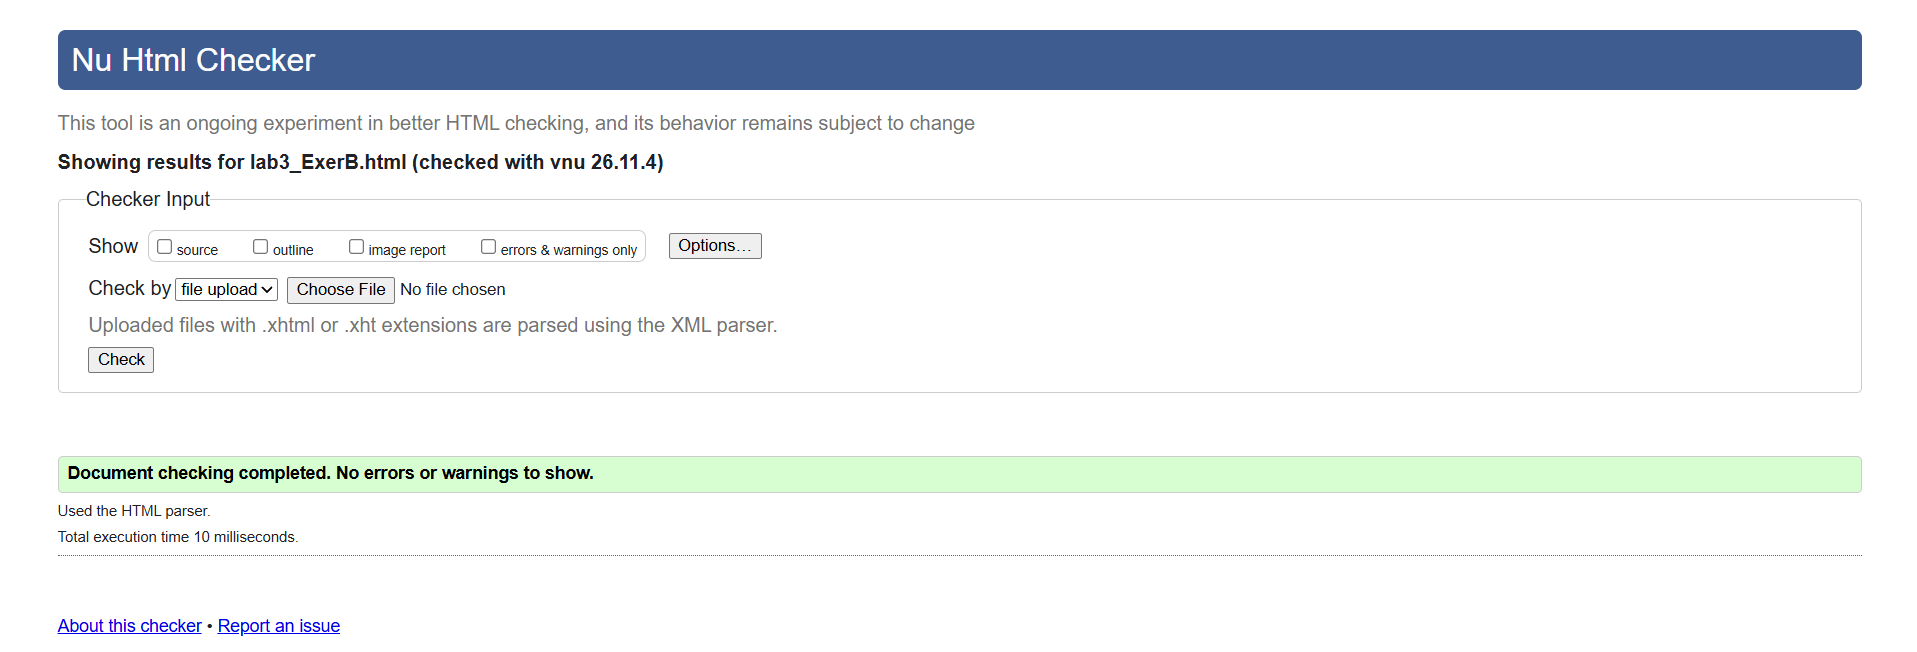 Nu Html Checker
This tool is an ongoing experiment in better HTML checking, and its behavior remains subject to change
Showing results for lab3_ExerB.html (checked with vnu 26.11.4)
Checker Input
Show source outline image report errors & warnings only Options...
Check by file upload Choose File No file chosen
Uploaded files with .xhtml or .xht extensions are parsed using the XML parser.
Check
Document checking completed. No errors or warnings to show.
Used the HTML parser.
Total execution time 10 milliseconds.
About this checker • Report an issue